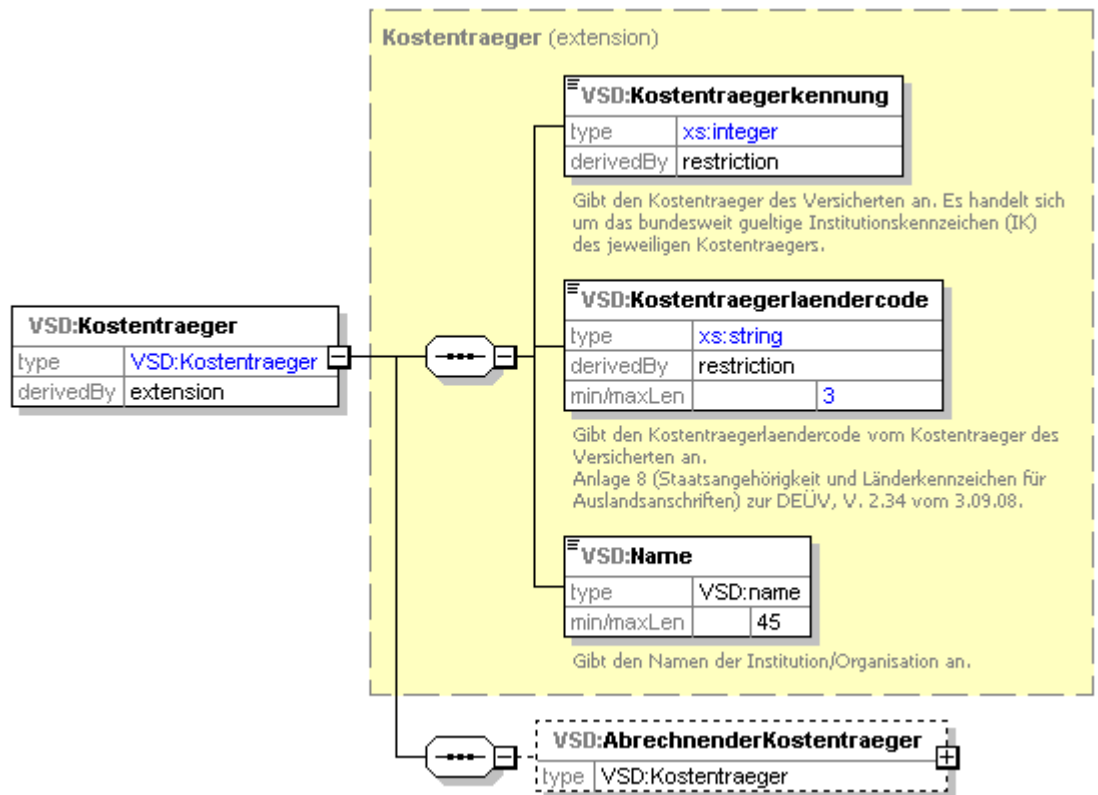 Kostentraeger (extension)
VSD:Kostentraegerkennung
type xs:integer
derivedBy restriction
Gibt den Kostentraeger des Versicherten an. Es handelt sich
um das bundesweit gueltige Institutionskennzeichen (IK)
des jeweiligen Kostentraegers.
VSD:Kostentraegerlaendercode
type xs:string
derivedBy restriction
min/maxLen 3
Gibt den Kostentraegerlaendercode vom Kostentraeger des
Versicherten an.
Anlage 8 (Staatsangehörigkeit und Länderkennzeichen für
Auslandsanschriften) zur DEÜV, V. 2.34 vom 3.09.08.
VSD:Kostentraeger
type VSD:Kostentraeger
derivedBy extension
VSD:Name
type VSD:name
min/maxLen 45
Gibt den Namen der Institution/Organisation an.
VSD:AbrechnenderKostentraeger
type VSD:Kostentraeger